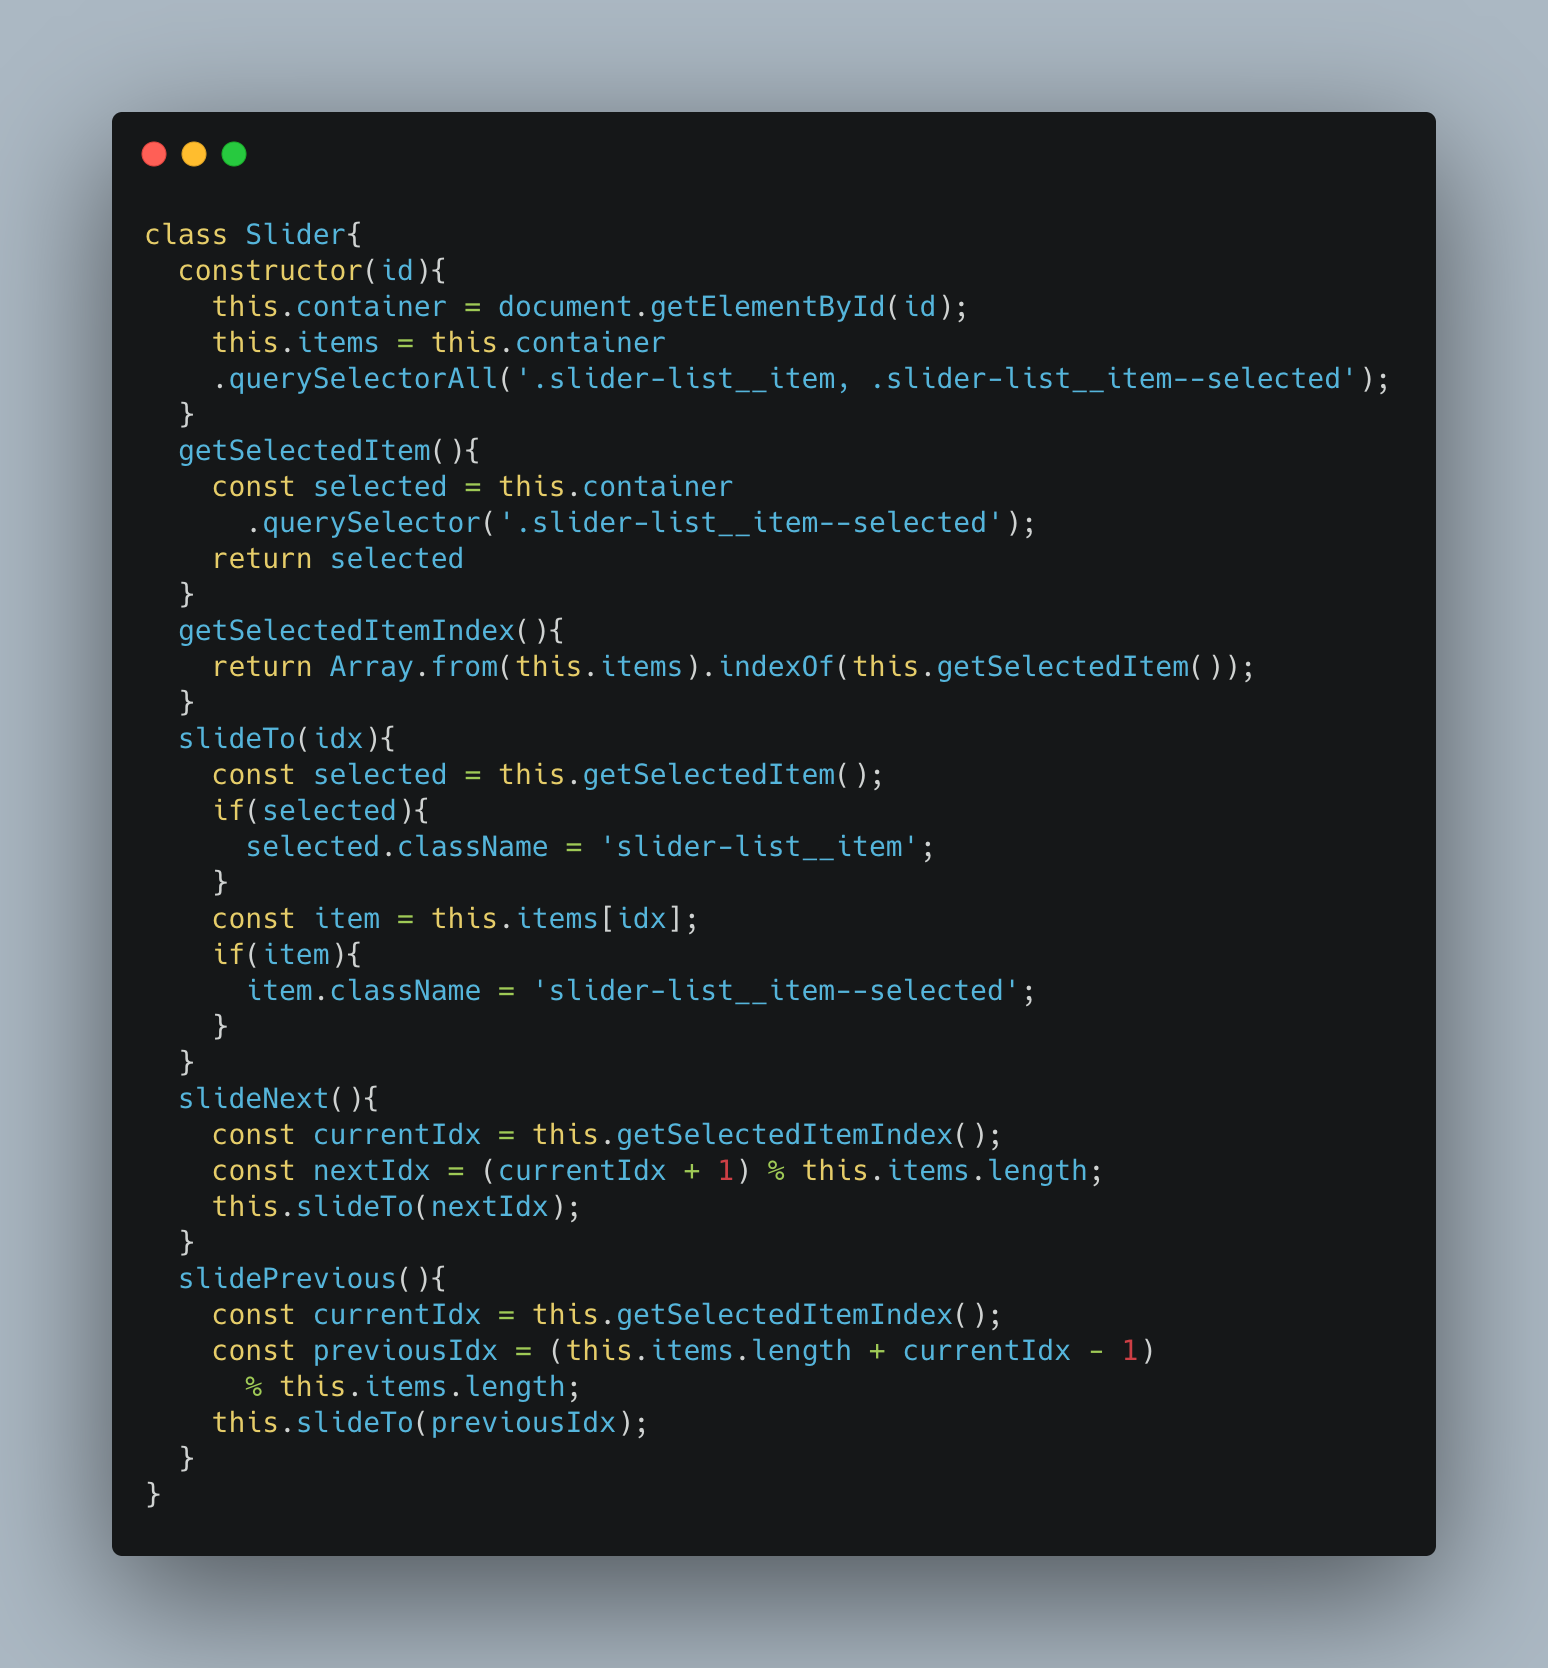 class Slider{
  constructor(id){
    this.container = document.getElementById(id);
    this.items = this.container
    .querySelectorAll('.slider-list__item, .slider-list__item--selected');
  }
  getSelectedItem(){
    const selected = this.container
      .querySelector('.slider-list__item--selected');
    return selected
  }
  getSelectedItemIndex(){
    return Array.from(this.items).indexOf(this.getSelectedItem());
  }
  slideTo(idx){
    const selected = this.getSelectedItem();
    if(selected){
      selected.className = 'slider-list__item';
    }
    const item = this.items[idx];
    if(item){
      item.className = 'slider-list__item--selected';
    }
  }
  slideNext(){
    const currentIdx = this.getSelectedItemIndex();
    const nextIdx = (currentIdx + 1) % this.items.length;
    this.slideTo(nextIdx);
  }
  slidePrevious(){
    const currentIdx = this.getSelectedItemIndex();
    const previousIdx = (this.items.length + currentIdx - 1)
      % this.items.length;
    this.slideTo(previousIdx);
  }
}